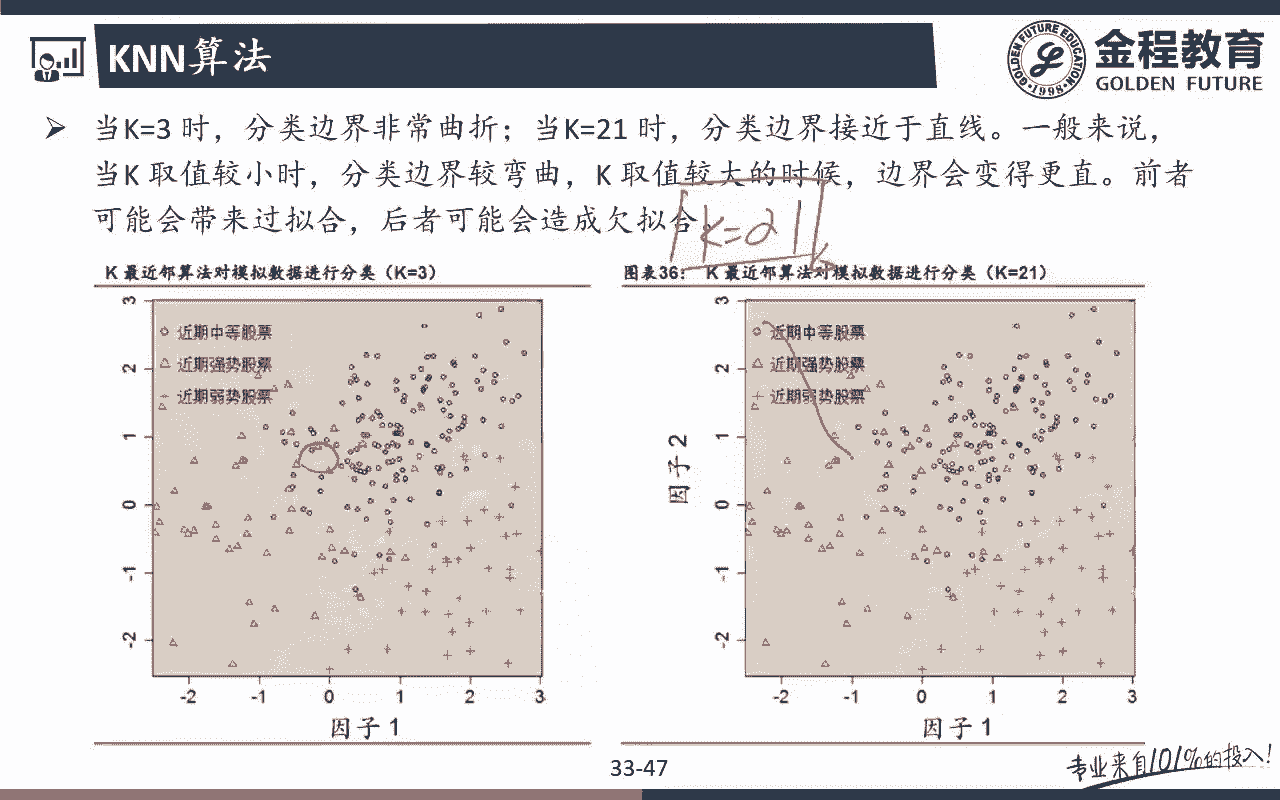 KNN算法
GOLDEN FUTURE EDUCATION
·1998·
金程教育
GOLDEN FUTURE
➢ 当K=3 时，分类边界非常曲折；当K=21 时，分类边界接近于直线。一般来说，
当K 取值较小时，分类边界较弯曲，K 取值较大的时候，边界会变得更直。前者
可能会带来过拟合，后者可能会造成欠拟合。
K=21
K 最近邻算法对模拟数据进行分类（K=3）
近期中等股票
近期强势股票
近期弱势股票
3
2
1
0
-1
-2
-2 -1 0 1 2 3
因子 1
图表36： K 最近邻算法对模拟数据进行分类（K=21）
近期中等股票
近期强势股票
近期弱势股票
因子 2
3
2
1
0
-1
-2
-2 -1 0 1 2 3
因子 1
33-47
专业来自101%的投入!